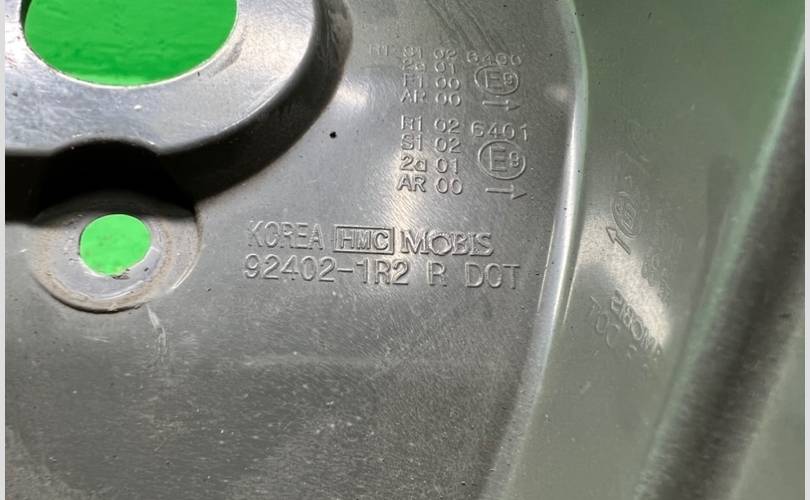 R1 S1 02 6400
2a 01 E9
F1 00
AR 00 →
R1 02 6401
S1 02 E9
2a 01
AR 00 →
KOREA HMC MOBIS
92402-1R2 R DOT